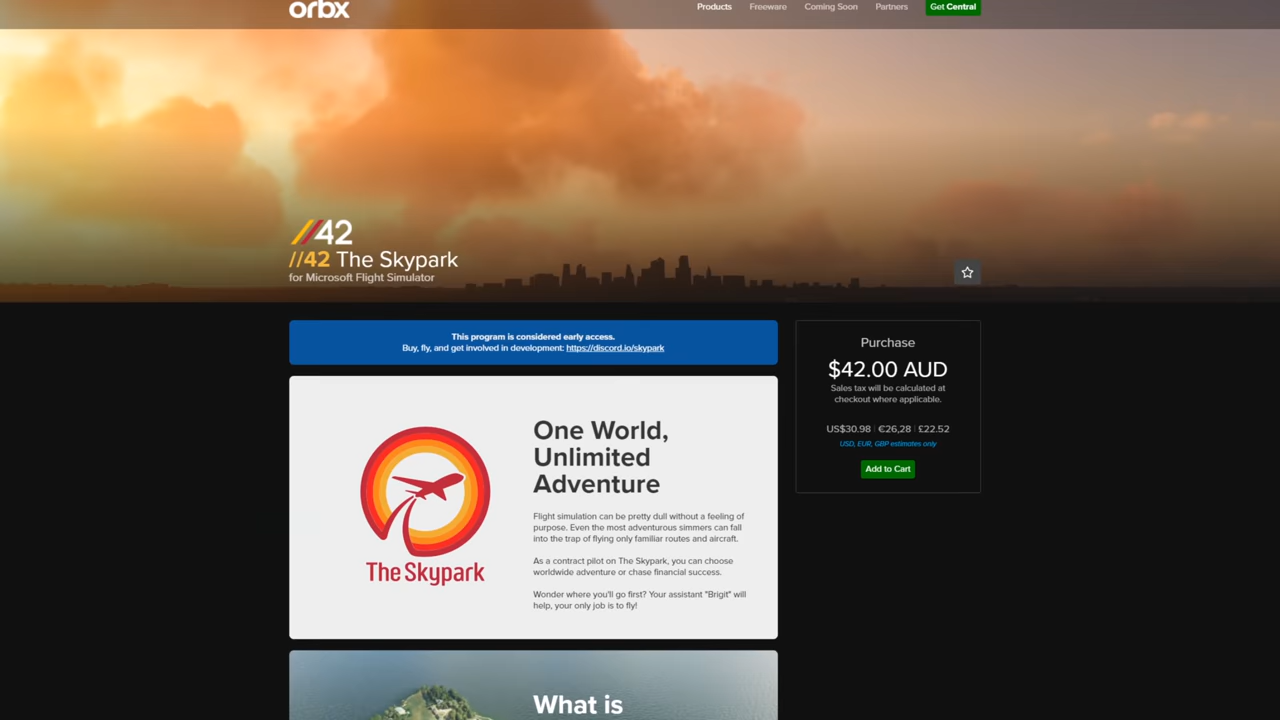 orbx
Products
Freeware
Coming Soon
Partners
Get Central
//42
//42 The Skypark
for Microsoft Flight Simulator
This program is considered early access.
Buy, fly, and get involved in development: https://discord.io/skypark
The Skypark
One World,
Unlimited
Adventure
Flight simulation can be pretty dull without a feeling of
purpose. Even the most adventurous simmers can fall
into the trap of flying only familiar routes and aircraft.
As a contract pilot on The Skypark, you can choose
worldwide adventure or chase financial success.
Wonder where you'll go first? Your assistant "Brigit" will
help, your only job is to fly!
What is
Purchase
$42.00 AUD
Sales tax will be calculated at
checkout where applicable.
US$30.98 | €26,28 | £22.52
USD, EUR, GBP estimates only
Add to Cart